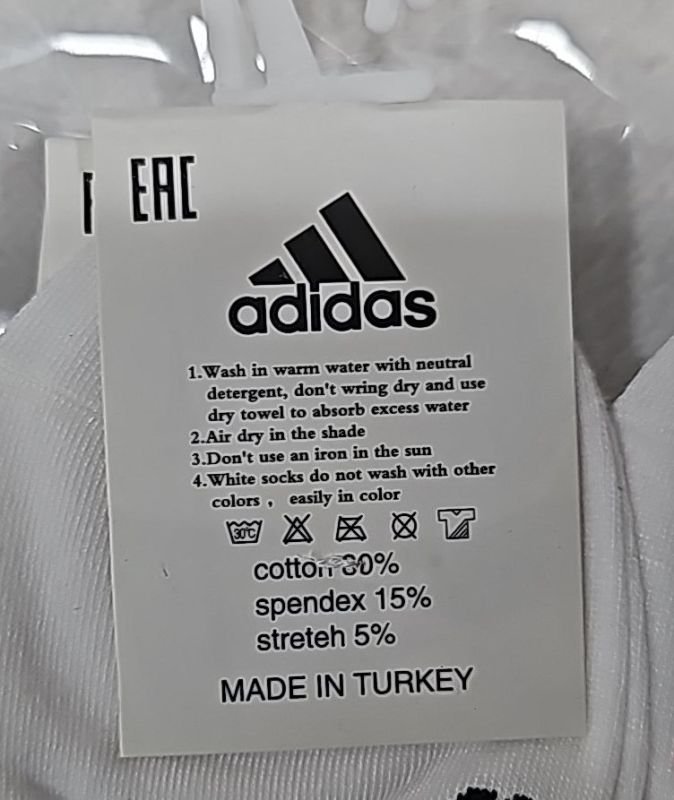 EAC
adidas
1.Wash in warm water with neutral
detergent, don't wring dry and use
dry towel to absorb excess water
2.Air dry in the shade
3.Don't use an iron in the sun
4.White socks do not wash with other
colors , easily in color
30°C
cotton 80%
spendex 15%
streteh 5%
MADE IN TURKEY